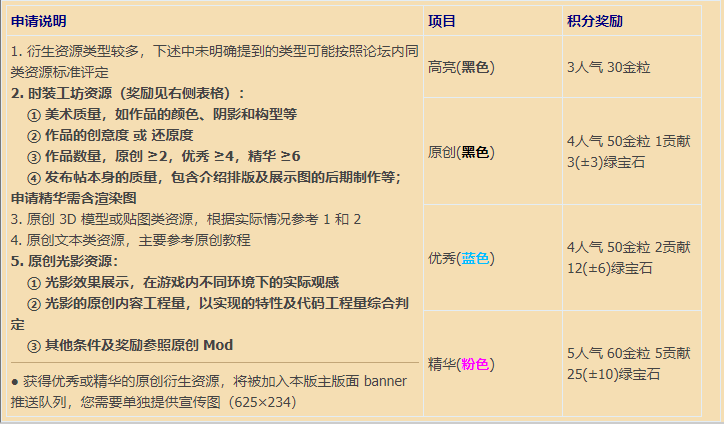 申请说明
项目
积分奖励
1. 衍生资源类型较多，下述中未明确提到的类型可能按照论坛内同
类资源标准评定
2. 时装工坊资源（奖励见右侧表格）:
① 美术质量，如作品的颜色、阴影和构型等
② 作品的创意度 或 还原度
③ 作品数量，原创 ≥2，优秀 ≥4，精华 ≥6
④ 发布帖本身的质量，包含介绍排版及展示图的后期制作等；
申请精华需含渲染图
3. 原创 3D 模型或贴图类资源，根据实际情况参考 1 和 2
4. 原创文本类资源，主要参考原创教程
5. 原创光影资源:
① 光影效果展示，在游戏内不同环境下的实际观感
② 光影的原创内容工程量，以实现的特性及代码工程量综合判
定
③ 其他条件及奖励参照原创 Mod
● 获得优秀或精华的原创衍生资源，将被加入本版主版面 banner
推送队列，您需要单独提供宣传图（625×234）
高亮(黑色)
3人气 30金粒
原创(黑色)
4人气 50金粒 1贡献
3(±3)绿宝石
优秀(蓝色)
4人气 50金粒 2贡献
12(±6)绿宝石
精华(粉色)
5人气 60金粒 5贡献
25(±10)绿宝石